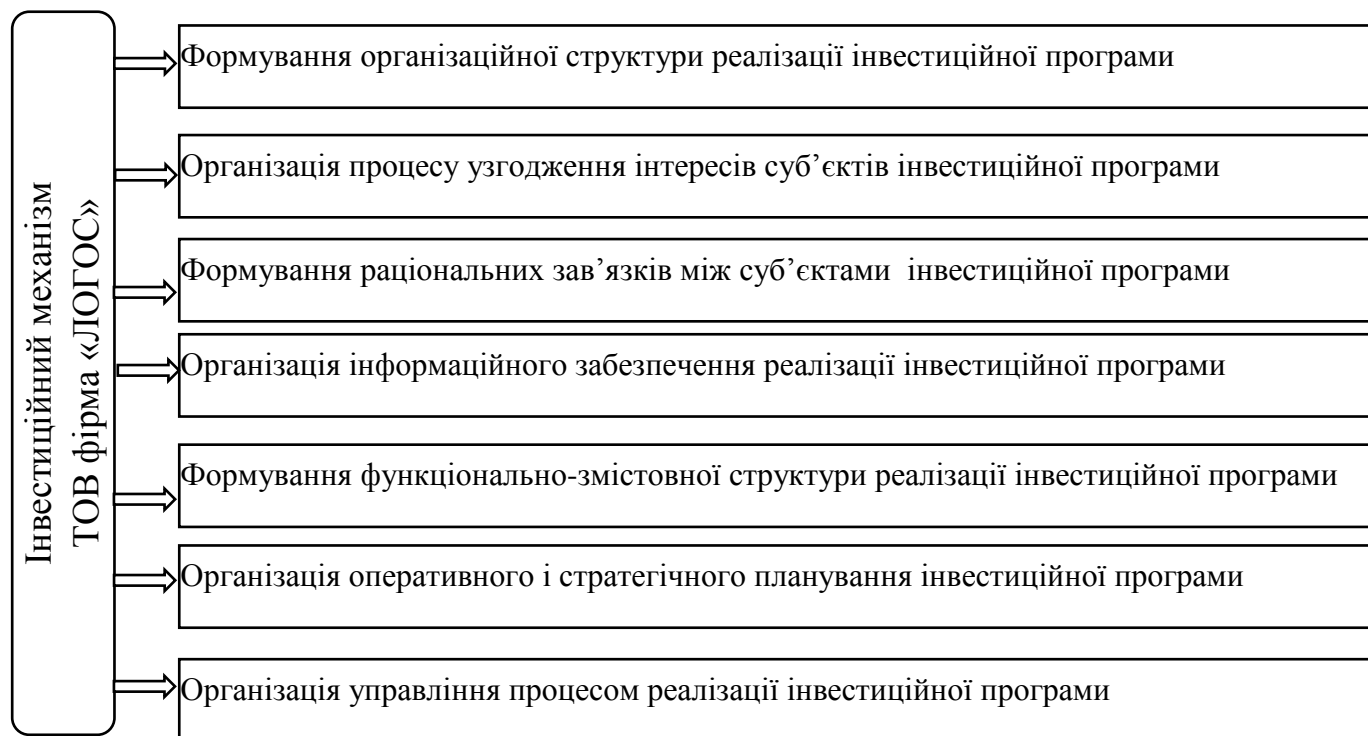 Інвестиційний механізм
ТОВ фірма «ЛОГОС»
Формування організаційної структури реалізації інвестиційної програми
Організація процесу узгодження інтересів суб’єктів інвестиційної програми
Формування раціональних зав’язків між суб’єктами інвестиційної програми
Організація інформаційного забезпечення реалізації інвестиційної програми
Формування функціонально-змістовної структури реалізації інвестиційної програми
Організація оперативного і стратегічного планування інвестиційної програми
Організація управління процесом реалізації інвестиційної програми